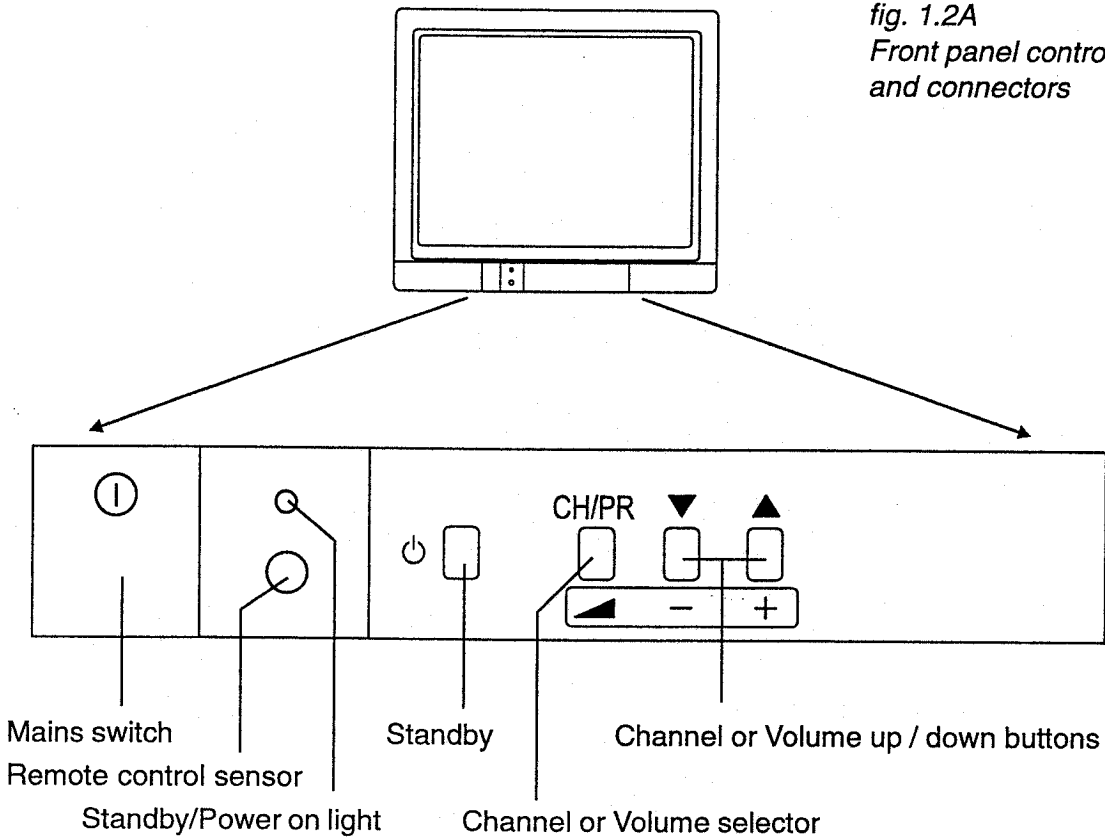 fig. 1.2A
Front panel contro
and connectors
CH/PR
− +
Mains switch
Standby
Channel or Volume up / down buttons
Remote control sensor
Standby/Power on light
Channel or Volume selector